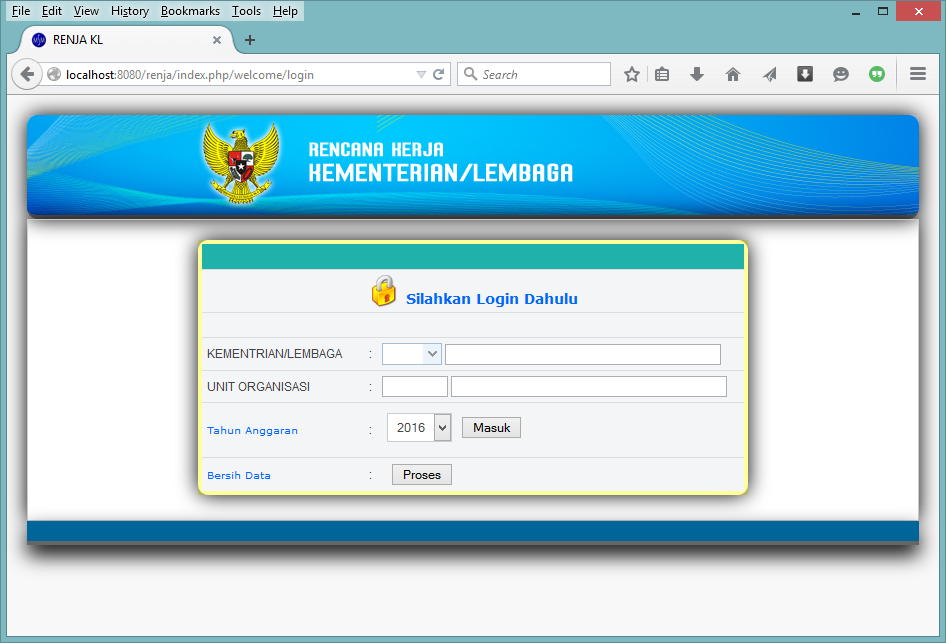 File Edit View History Bookmarks Tools Help
RENJA KL
localhost:8080/renja/index.php/welcome/login
Search
RENCANA KERJA
KEMENTERIAN/LEMBAGA
Silahkan Login Dahulu
KEMENTRIAN/LEMBAGA :
UNIT ORGANISASI :
Tahun Anggaran : 2016 Masuk
Bersih Data : Proses